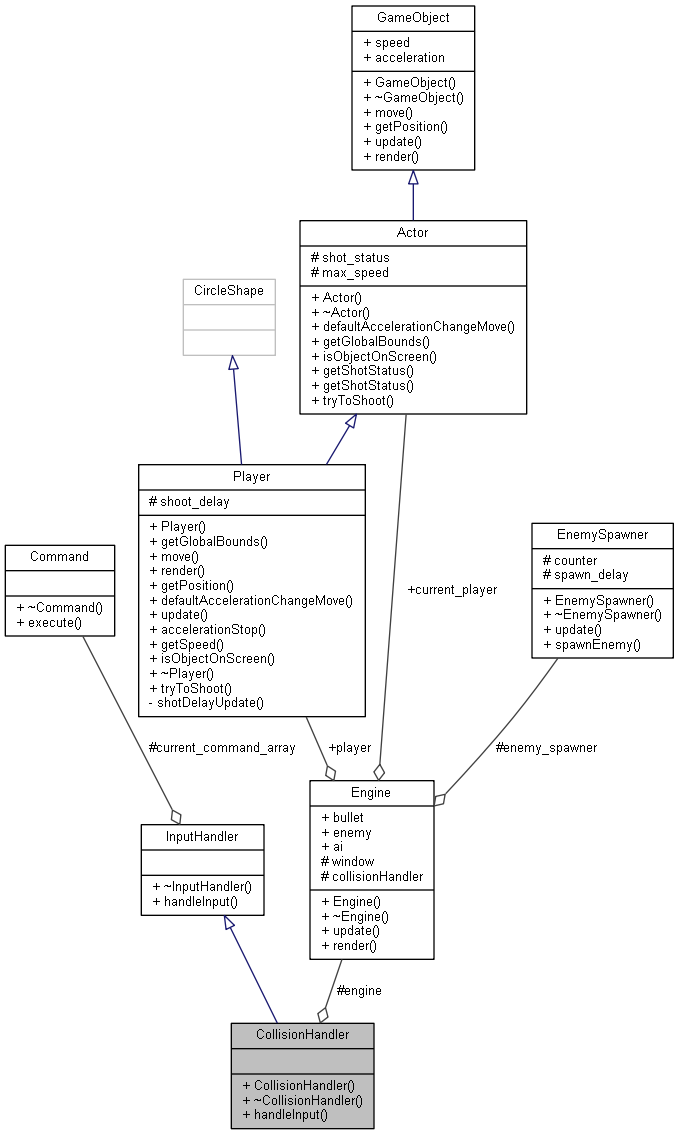 GameObject
+ speed
+ acceleration
+ GameObject()
+ ~GameObject()
+ move()
+ getPosition()
+ update()
+ render()
Actor
# shot_status
# max_speed
+ Actor()
+ ~Actor()
+ defaultAccelerationChangeMove()
+ getGlobalBounds()
+ isObjectOnScreen()
+ getShotStatus()
+ getShotStatus()
+ tryToShoot()
CircleShape
Player
# shoot_delay
+ Player()
+ getGlobalBounds()
+ move()
+ render()
+ getPosition()
+ defaultAccelerationChangeMove()
+ update()
+ accelerationStop()
+ getSpeed()
+ isObjectOnScreen()
+ ~Player()
+ tryToShoot()
- shotDelayUpdate()
Command
+ ~Command()
+ execute()
+current_player
EnemySpawner
# counter
# spawn_delay
+ EnemySpawner()
+ ~EnemySpawner()
+ update()
+ spawnEnemy()
#current_command_array
+player
#enemy_spawner
Engine
+ bullet
+ enemy
+ ai
# window
# collisionHandler
+ Engine()
+ ~Engine()
+ update()
+ render()
InputHandler
+ ~InputHandler()
+ handleInput()
#engine
CollisionHandler
+ CollisionHandler()
+ ~CollisionHandler()
+ handleInput()